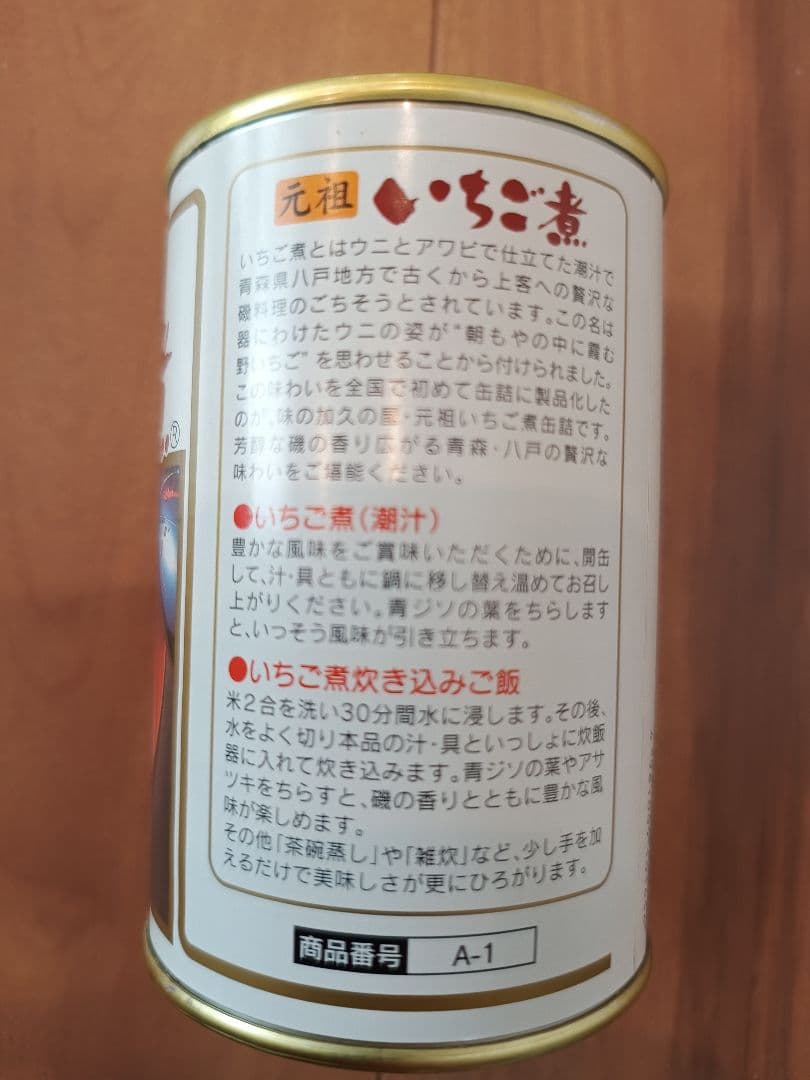 元祖 いちご煮
いちご煮とはウニとアワビで仕立てた潮汁で
青森県八戸地方で古くから上客への贅沢な
磯料理のごちそうとされています。この名は
器にわけたウニの姿が“朝もやの中に霞む
野いちご”を思わせることから付けられました。
この味わいを全国で初めて缶詰に製品化した
のが、味の加久の屋・元祖いちご煮缶詰です。
芳醇な磯の香り広がる青森・八戸の贅沢な
味わいをご堪能ください。
●いちご煮(潮汁)
豊かな風味をご賞味いただくために、開缶
して、汁・具ともに鍋に移し替え温めてお召し
上がりください。青ジソの葉をちらします
と、いっそう風味が引き立ちます。
●いちご煮炊き込みご飯
米2合を洗い30分間水に浸します。その後、
水をよく切り本品の汁・具といっしょに炊飯
器に入れて炊き込みます。青ジソの葉やアサ
ツキをちらすと、磯の香りとともに豊かな風
味が楽しめます。
その他「茶碗蒸し」や「雑炊」など、少し手を加
えるだけで美味しさが更にひろがります。
商品番号 A-1
®